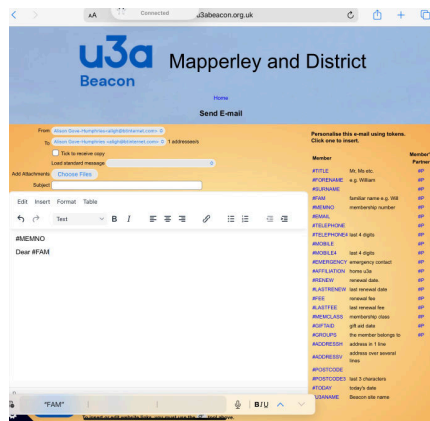 AA
Connected
u3abeacon.org.uk
u3a
Beacon
Mapperley and District
Home
Send E-mail
From
To
1 addressee/s
Tick to receive copy
Load standard message
Add Attachments
Choose Files
Subject
Edit Insert Format Table
Text
B I
#MEMNO
Dear #FAM
Personalise this e-mail using tokens.
Click one to insert.
Member
Member's
Partner
#TITLE Mr, Ms etc. #P
#FORENAME e.g. William #P
#SURNAME #P
#FAM familiar name e.g. Will #P
#MEMNO membership number #P
#EMAIL #P
#TELEPHONE #P
#TELEPHONE4 last 4 digits #P
#MOBILE #P
#MOBILE4 last 4 digits #P
#EMERGENCY emergency contact #P
#AFFILIATION home u3a #P
#RENEW renewal date #P
#LASTRENEW last renewal date #P
#FEE renewal fee #P
#LASTFEE last renewal fee #P
#MEMCLASS membership class #P
#GIFTAID gift aid date #P
#GROUPS the member belongs to #P
#ADDRESSH address in 1 line #P
#ADDRESSV address over several
lines #P
#POSTCODE #P
#POSTCODE3 last 3 characters #P
#TODAY today's date #P
#U3ANAME Beacon site name #P
"FAM"
BIU